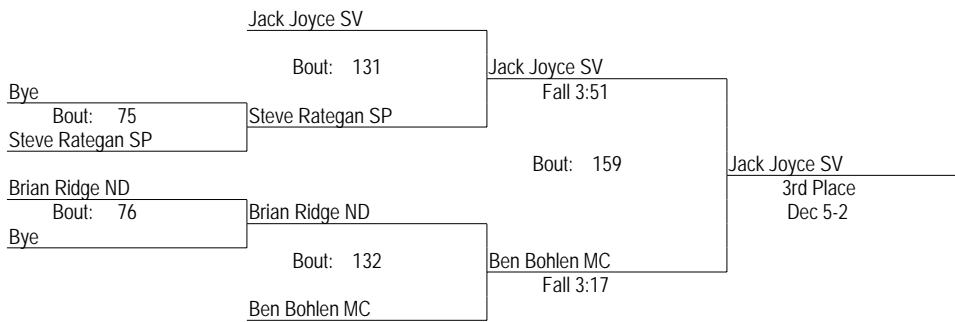 Jack Joyce SV
Bout: 131
Jack Joyce SV
Bye
Fall 3:51
Bout: 75
Steve Rategan SP
Steve Rategan SP
Bout: 159
Jack Joyce SV
Brian Ridge ND
3rd Place
Bout: 76
Brian Ridge ND
Dec 5-2
Bye
Bout: 132
Ben Bohlen MC
Fall 3:17
Ben Bohlen MC